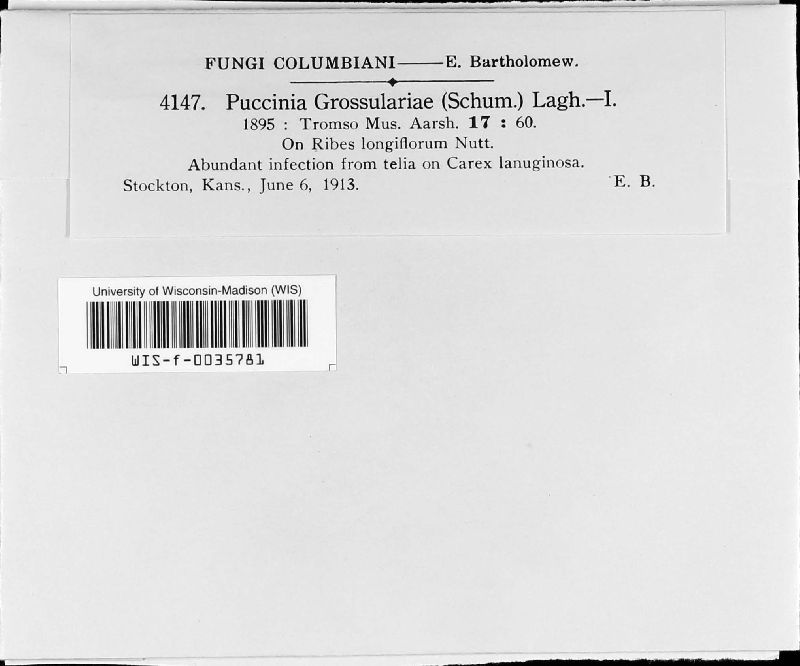 FUNGI COLUMBIANI——E. Bartholomew.
4147. Puccinia Grossulariae (Schum.) Lagh.—I.
1895 : Tromso Mus. Aarsh. 17 : 60.
On Ribes longiflorum Nutt.
Abundant infection from telia on Carex lanuginosa.
Stockton, Kans., June 6, 1913. E. B.
University of Wisconsin-Madison (WIS)
WIS-f-0035781